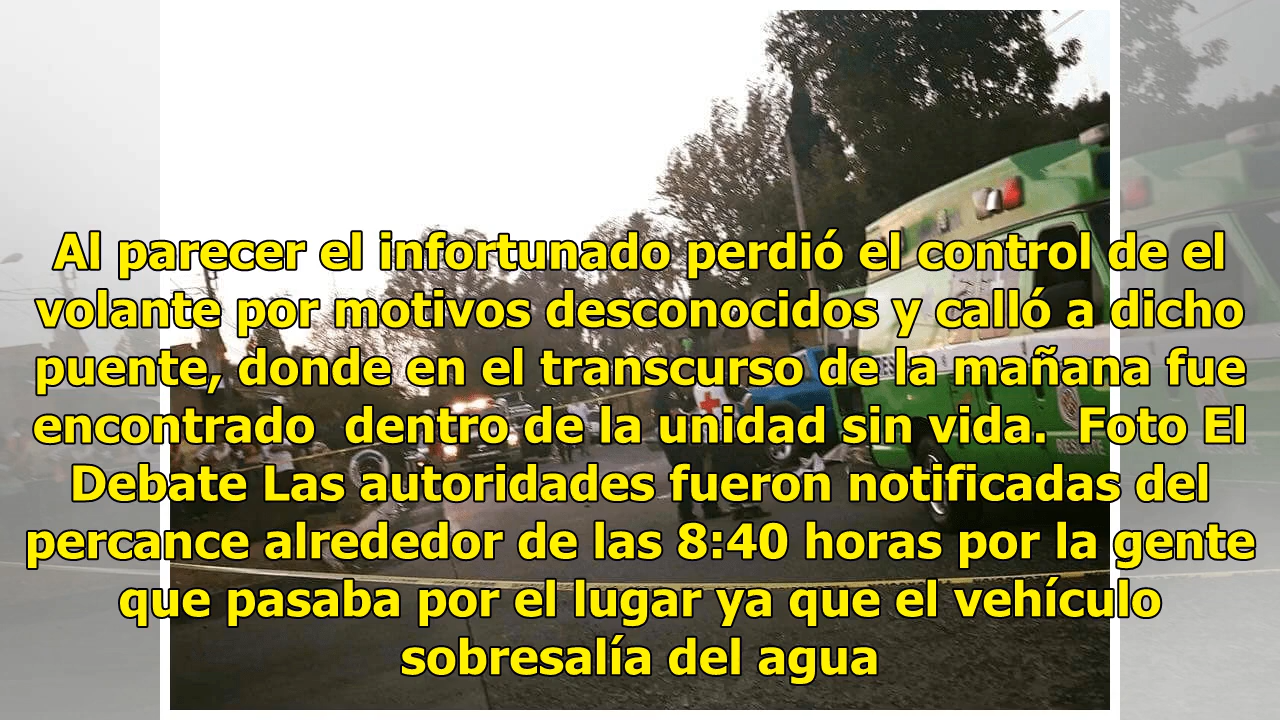 Al parecer el infortunado perdió el control de el
volante por motivos desconocidos y calló a dicho
puente, donde en el transcurso de la mañana fue
encontrado  dentro de la unidad sin vida.  Foto El
Debate Las autoridades fueron notificadas del
percance alrededor de las 8:40 horas por la gente
que pasaba por el lugar ya que el vehículo
sobresalía del agua
RESCATE